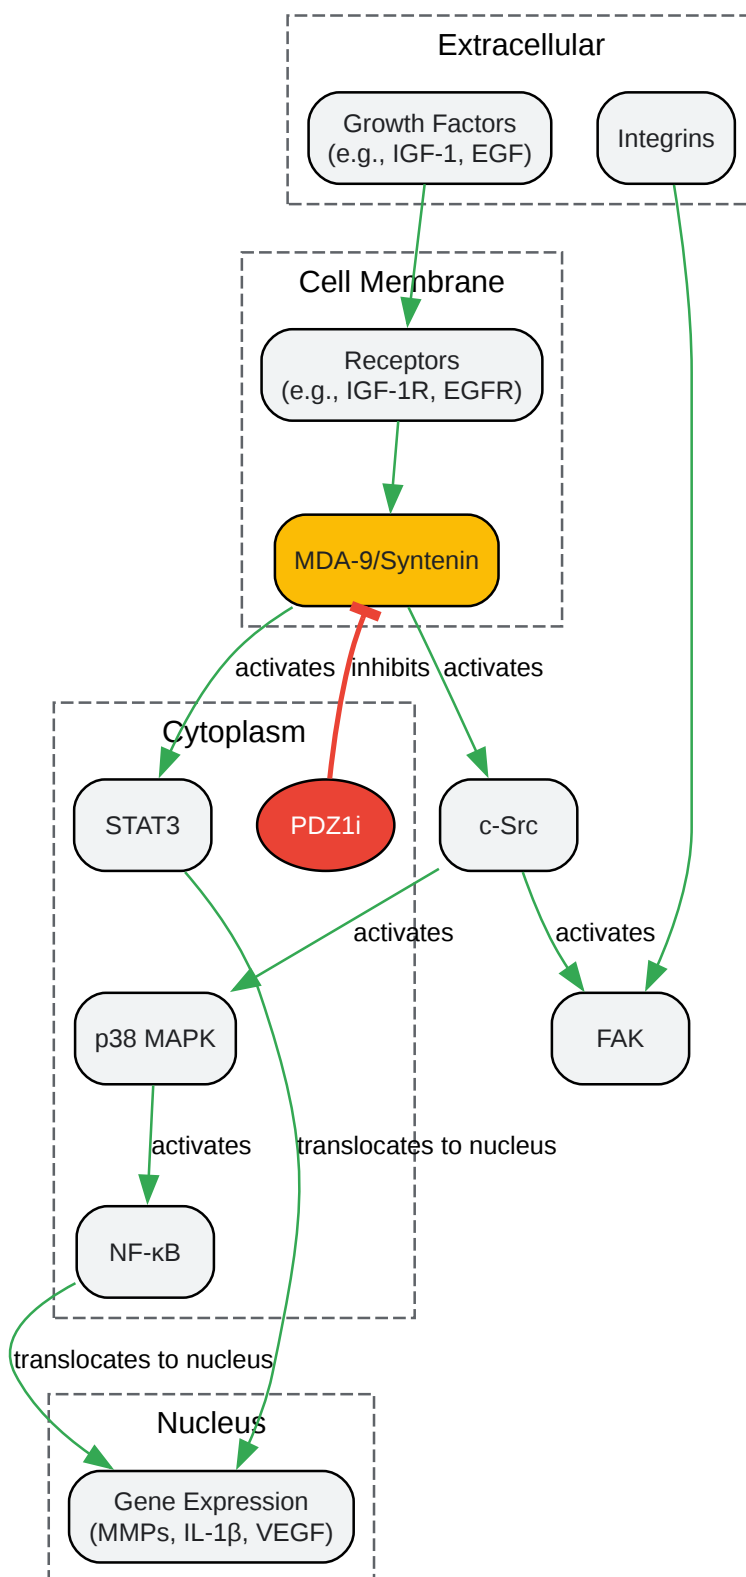 Extracellular
Growth Factors
(e.g., IGF-1, EGF)
Integrins
Cell Membrane
Receptors
(e.g., IGF-1R, EGFR)
MDA-9/Syntenin
activates
inhibits
activates
Cytoplasm
STAT3
PDZ1i
c-Src
activates
activates
p38 MAPK
FAK
activates
translocates to nucleus
NF-κB
translocates to nucleus
Nucleus
Gene Expression
(MMPs, IL-1β, VEGF)